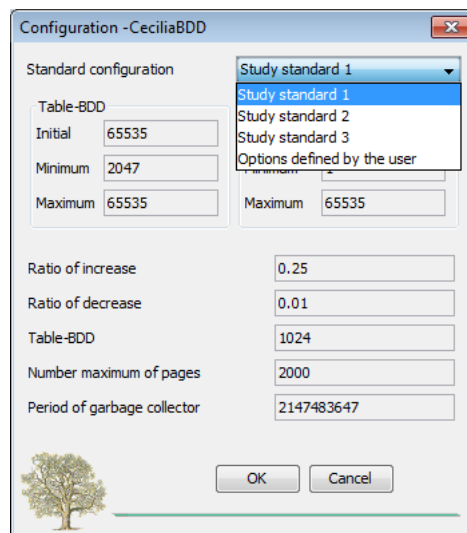 Configuration -CeciliaBDD
Standard configuration
Study standard 1
Study standard 1
Study standard 2
Study standard 3
Options defined by the user
Table-BDD
Initial 65535
Minimum 2047
Maximum 65535
Maximum 65535
Ratio of increase 0.25
Ratio of decrease 0.01
Table-BDD 1024
Number maximum of pages 2000
Period of garbage collector 2147483647
OK Cancel